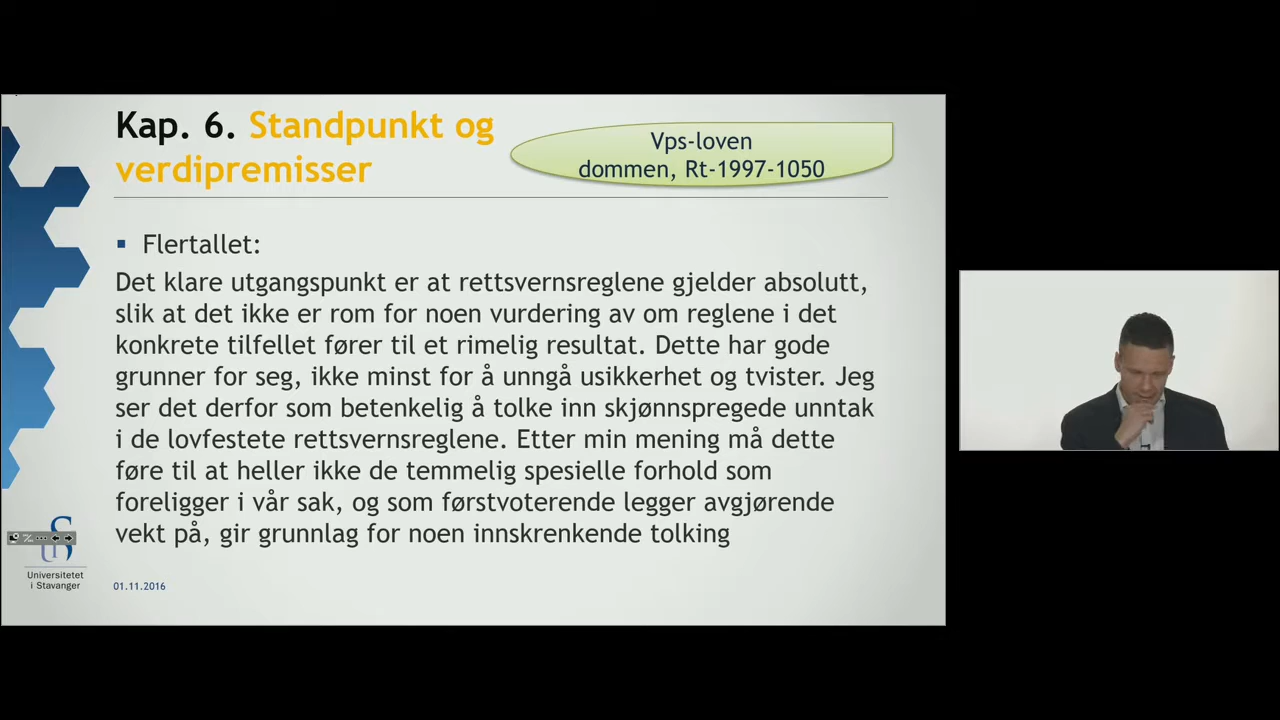 Kap. 6. Standpunkt og
verdipremisser
Vps-loven
dommen, Rt-1997-1050
▪ Flertallet:
Det klare utgangspunkt er at rettsvernsreglene gjelder absolutt,
slik at det ikke er rom for noen vurdering av om reglene i det
konkrete tilfellet fører til et rimelig resultat. Dette har gode
grunner for seg, ikke minst for å unngå usikkerhet og tvister. Jeg
ser det derfor som betenkelig å tolke inn skjønnspregede unntak
i de lovfestede rettsvernsreglene. Etter min mening må dette
føre til at heller ikke de temmelig spesielle forhold som
foreligger i vår sak, og som førstvoterende legger avgjørende
vekt på, gir grunnlag for noen innskrenkende tolking
Universitetet
i Stavanger
01.11.2016